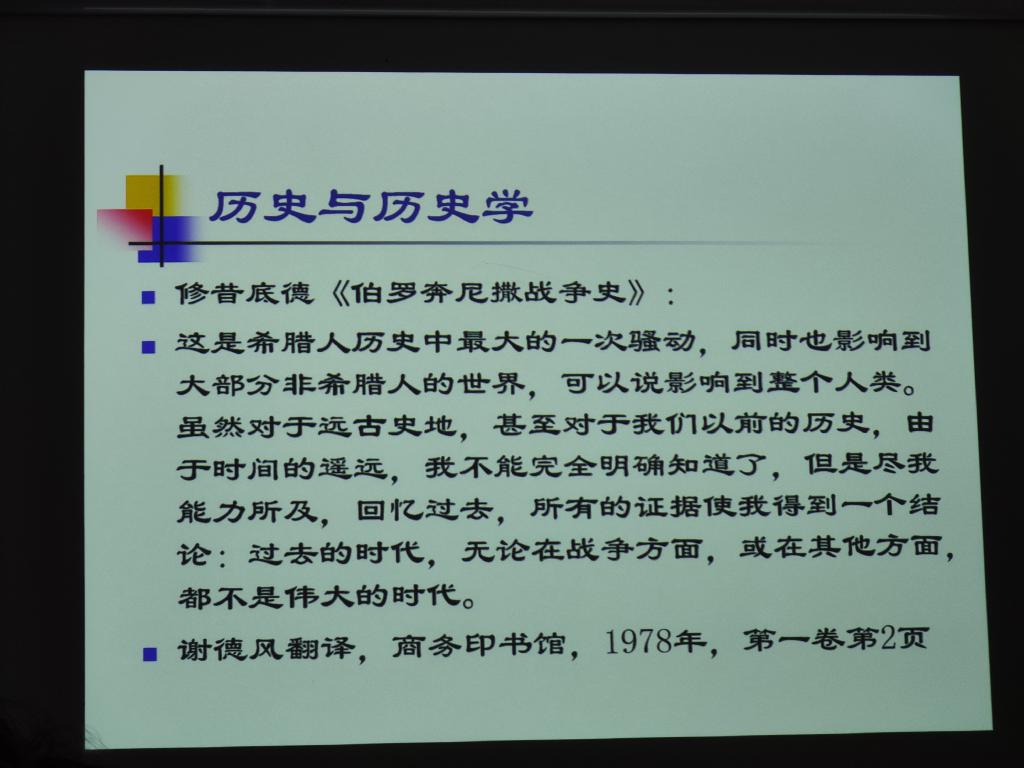 历史与历史学
修昔底德《伯罗奔尼撒战争史》:
这是希腊人历史中最大的一次骚动，同时也影响到
大部分非希腊人的世界，可以说影响到整个人类。
虽然对于远古史地，甚至对于我们以前的历史，由
于时间的遥远，我不能完全明确知道了，但是尽我
能力所及，回忆过去，所有的证据使我得到一个结
论：过去的时代，无论在战争方面，或在其他方面，
都不是伟大的时代。
谢德风翻译，商务印书馆，1978年，第一卷第2页